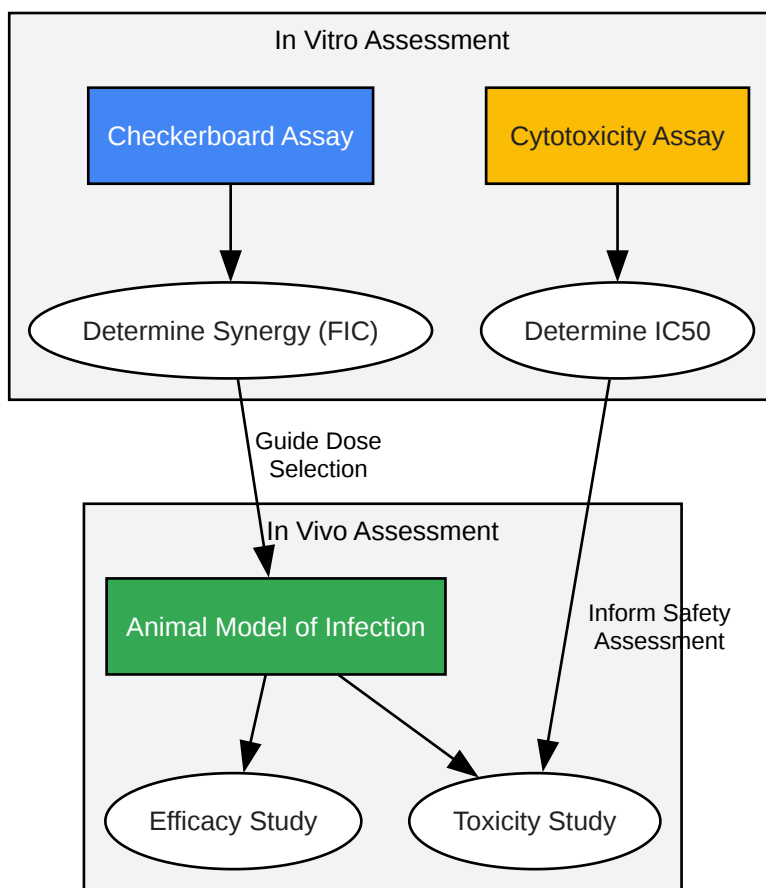 In Vitro Assessment
Checkerboard Assay
Cytotoxicity Assay
Determine Synergy (FIC)
Determine IC50
Guide Dose
Selection
In Vivo Assessment
Animal Model of Infection
Inform Safety
Assessment
Efficacy Study
Toxicity Study